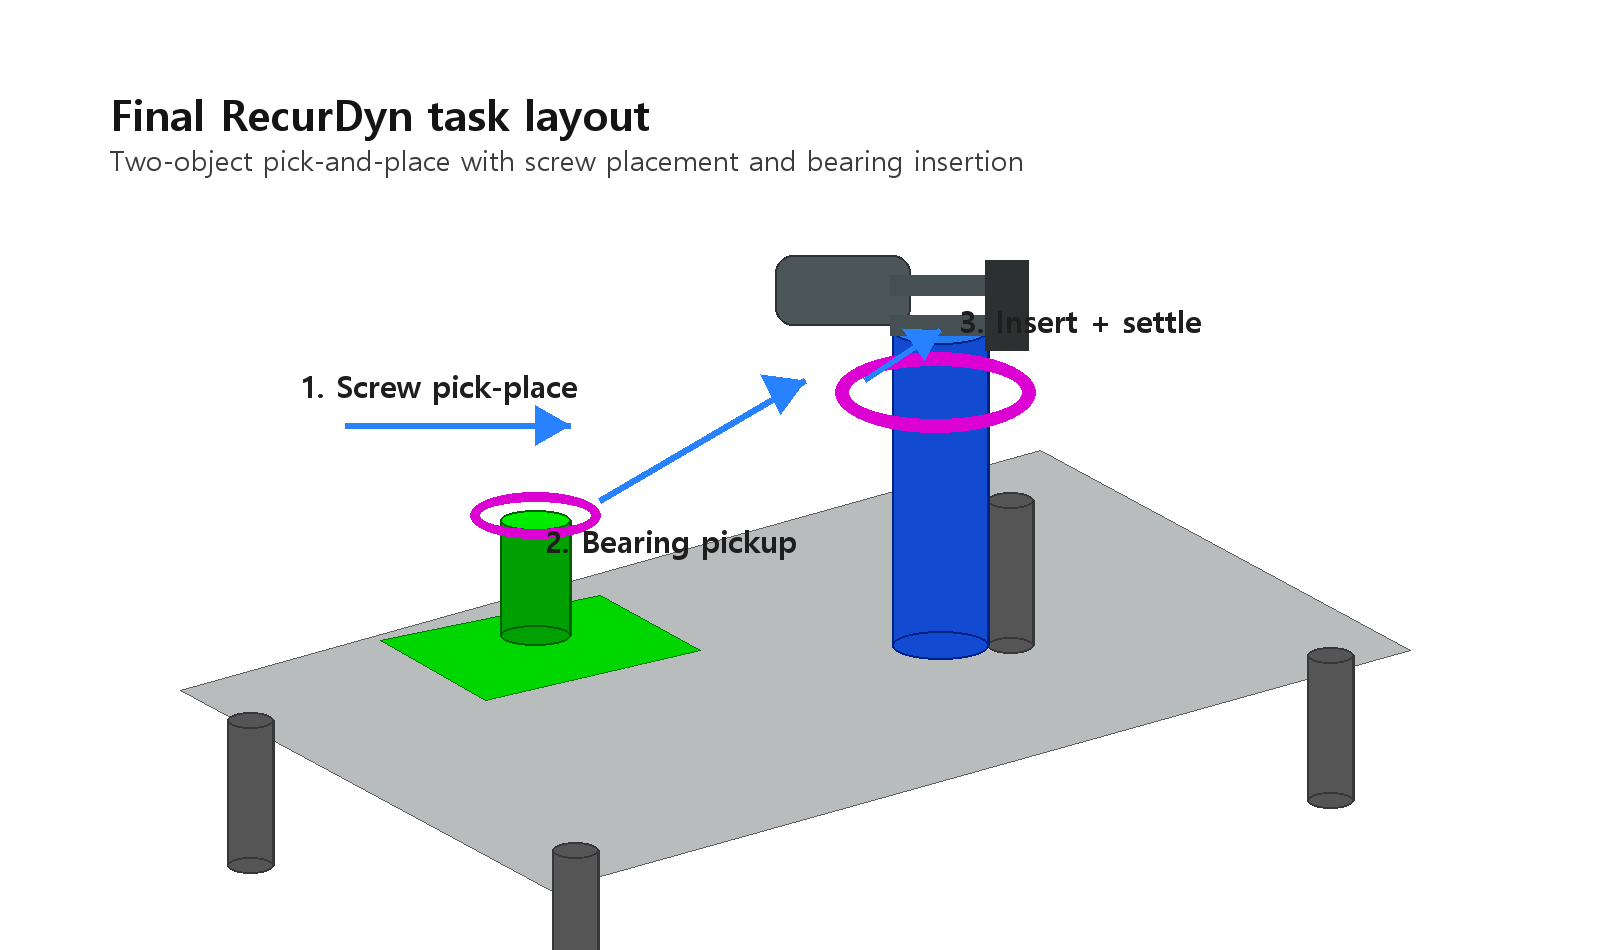 Final RecurDyn task layout
Two-object pick-and-place with screw placement and bearing insertion
3. Insert + settle
1. Screw pick-place
2. Bearing pickup